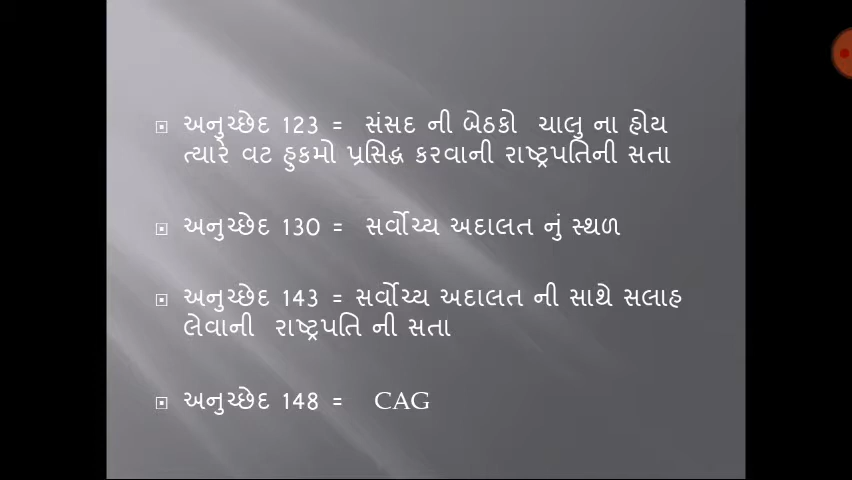 અનુચ્છેદ 123 = સંસદ ની બેઠકો ચાલુ ના હોય
ત્યારે વટ હુકમો પ્રસિદ્ધ કરવાની રાષ્ટ્રપતિની સતા
અનુચ્છેદ 130 = સર્વોચ્ય અદાલત નું સ્થળ
અનુચ્છેદ 143 = સર્વોચ્ય અદાલત ની સાથે સલાહ
લેવાની રાષ્ટ્રપતિ ની સતા
અનુચ્છેદ 148 = CAG